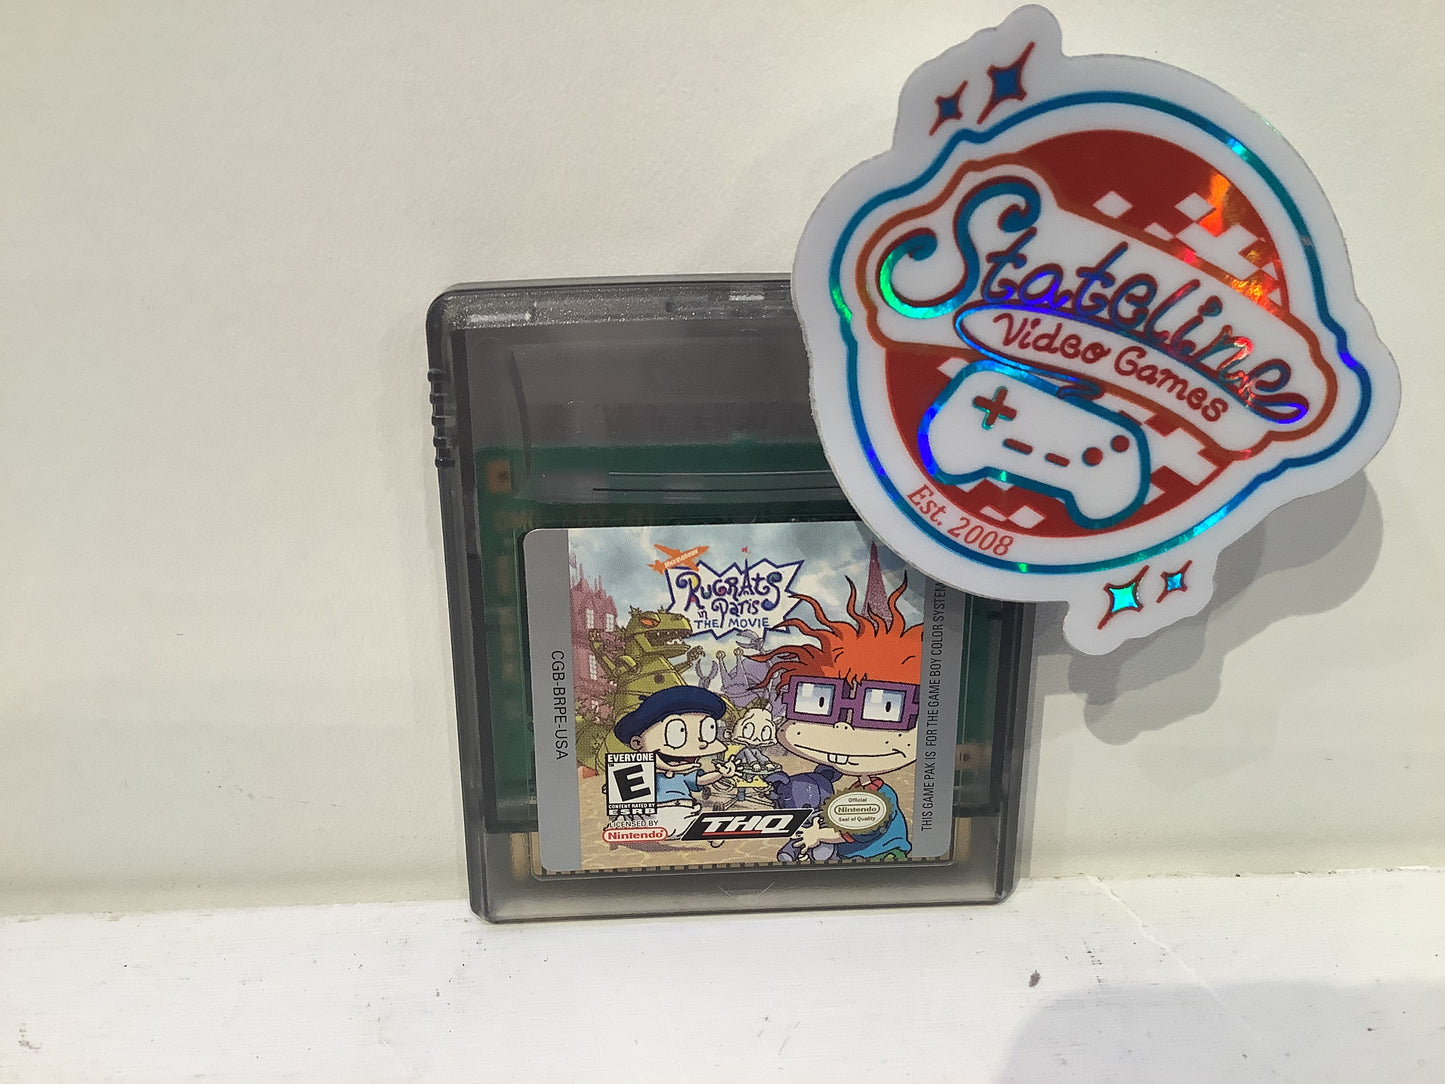 Stateline
Video Games
Est. 2008
NICKELODEON
RUGRATS
in Paris
THE MOVIE
CGB-BRPE-USA
THIS GAME PAK IS FOR THE GAME BOY COLOR SYSTEM
EVERYONE
E
CONTENT RATED BY
ESRB
LICENSED BY
Nintendo
THQ
Official
Nintendo
Seal of Quality